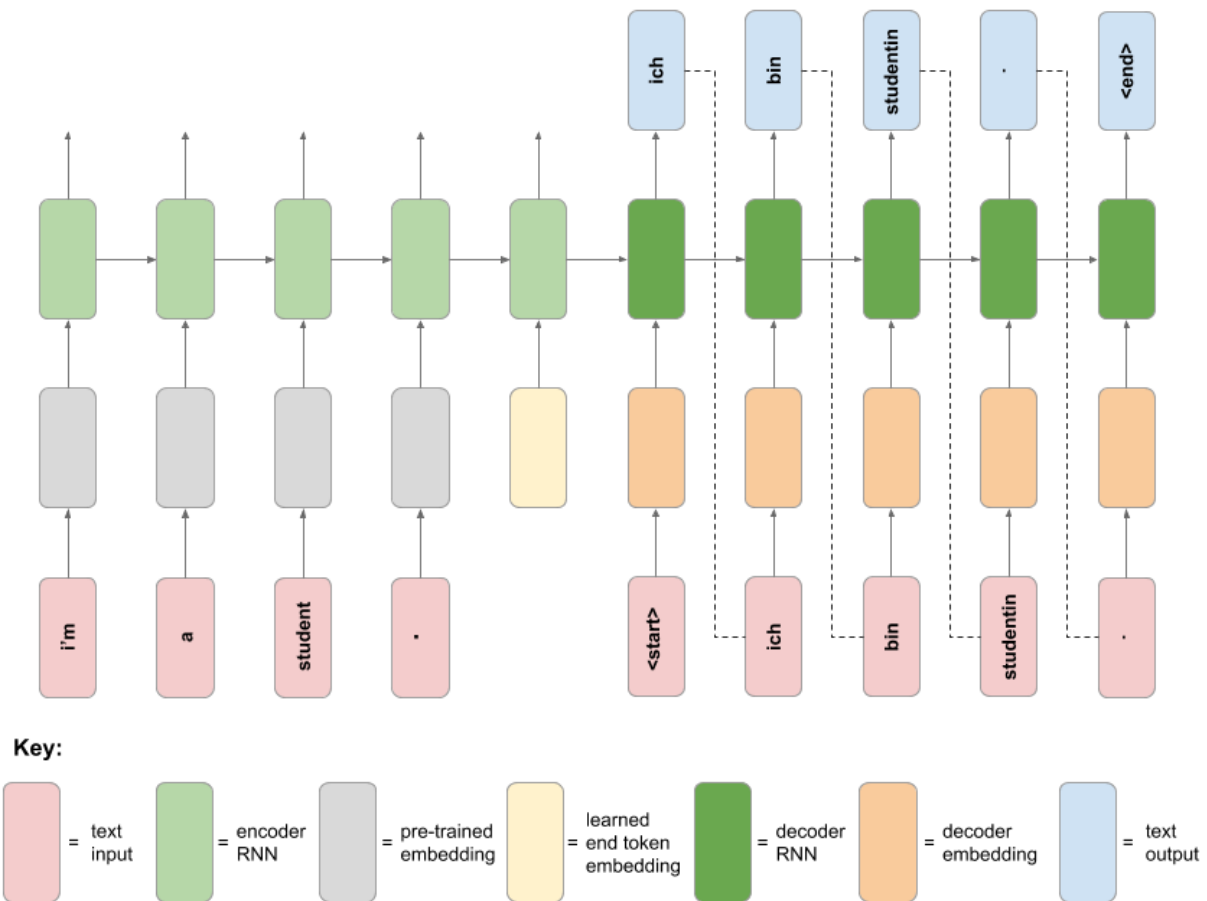 ich bin studentin . <end>
i'm a student . <start> ich bin studentin .
Key:
= text input
= encoder RNN
= pre-trained embedding
= learned end token embedding
= decoder RNN
= decoder embedding
= text output